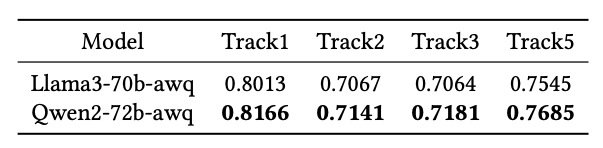 Model Track1 Track2 Track3 Track5
Llama3-70b-awq 0.8013 0.7067 0.7064 0.7545
Qwen2-72b-awq 0.8166 0.7141 0.7181 0.7685